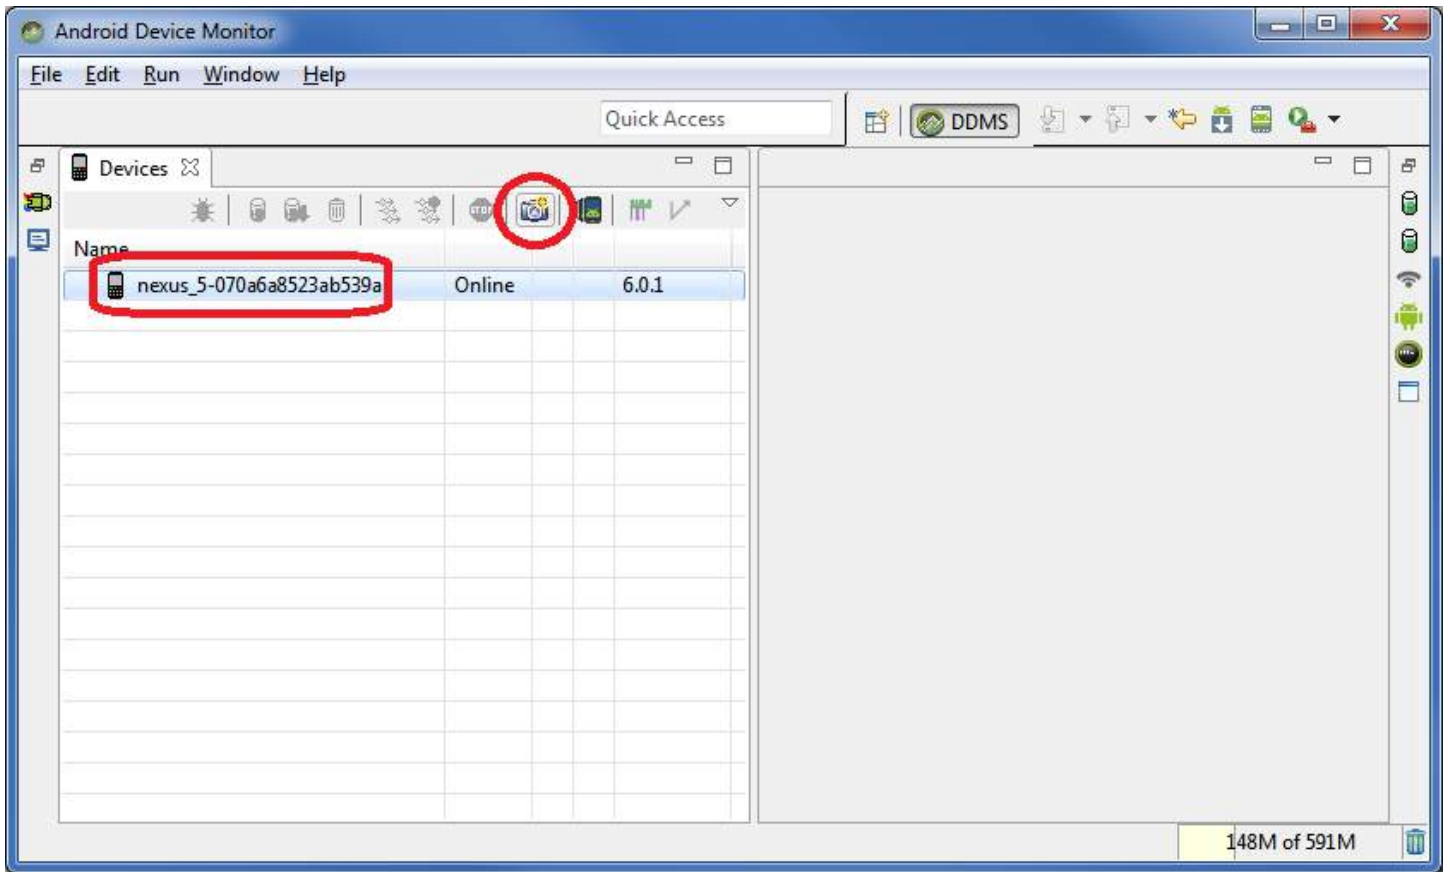 Android Device Monitor
File Edit Run Window Help
Quick Access
DDMS
Devices
STOP
Name
nexus_5-070a6a8523ab539a Online 6.0.1
148M of 591M